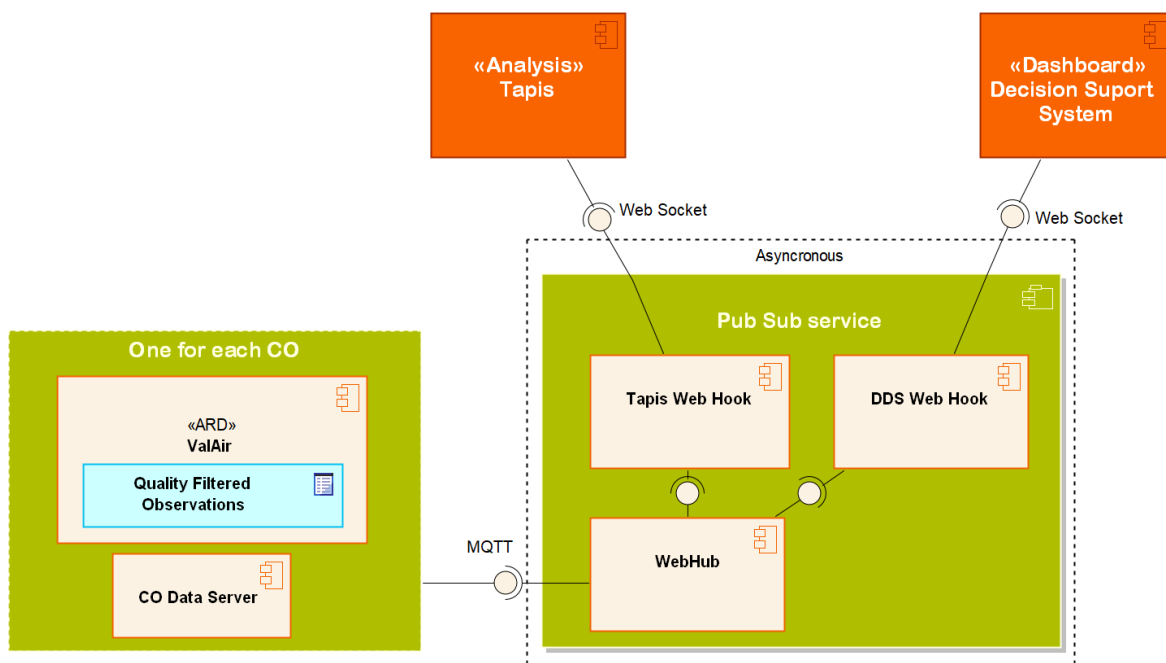 «Analysis»
Tapis
«Dashboard»
Decision Suport
System
Web Socket
Web Socket
Asyncronous
Pub Sub service
One for each CO
Tapis Web Hook
DDS Web Hook
«ARD»
ValAir
Quality Filtered
Observations
MQTT
WebHub
CO Data Server